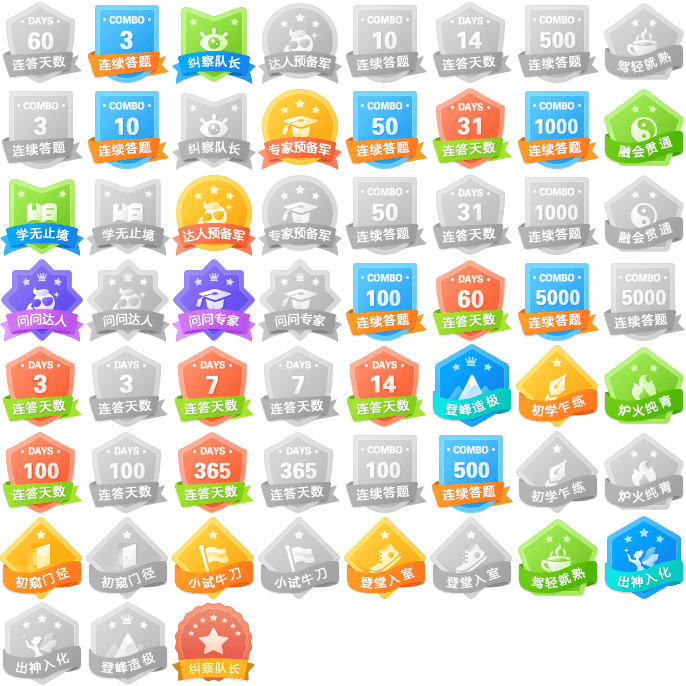 DAYS
60
连答天数
COMBO
3
连续答题
纠察队长
达人预备军
COMBO
10
连续答题
DAYS
14
连答天数
COMBO
500
连续答题
驾轻就熟
COMBO
3
连续答题
COMBO
10
连续答题
纠察队长
专家预备军
COMBO
50
连续答题
DAYS
31
连答天数
COMBO
1000
连续答题
融会贯通
学无止境
学无止境
达人预备军
专家预备军
COMBO
50
连续答题
DAYS
31
连答天数
COMBO
1000
连续答题
融会贯通
问问达人
问问达人
问问专家
问问专家
COMBO
100
连续答题
DAYS
60
连答天数
COMBO
5000
连续答题
COMBO
5000
连续答题
DAYS
3
连答天数
DAYS
3
连答天数
DAYS
7
连答天数
DAYS
7
连答天数
DAYS
14
连答天数
登峰造极
初学乍练
炉火纯青
DAYS
100
连答天数
DAYS
100
连答天数
DAYS
365
连答天数
DAYS
365
连答天数
COMBO
100
连续答题
COMBO
500
连续答题
初学乍练
炉火纯青
初窥门径
初窥门径
小试牛刀
小试牛刀
登堂入室
登堂入室
驾轻就熟
出神入化
出神入化
登峰造极
纠察队长